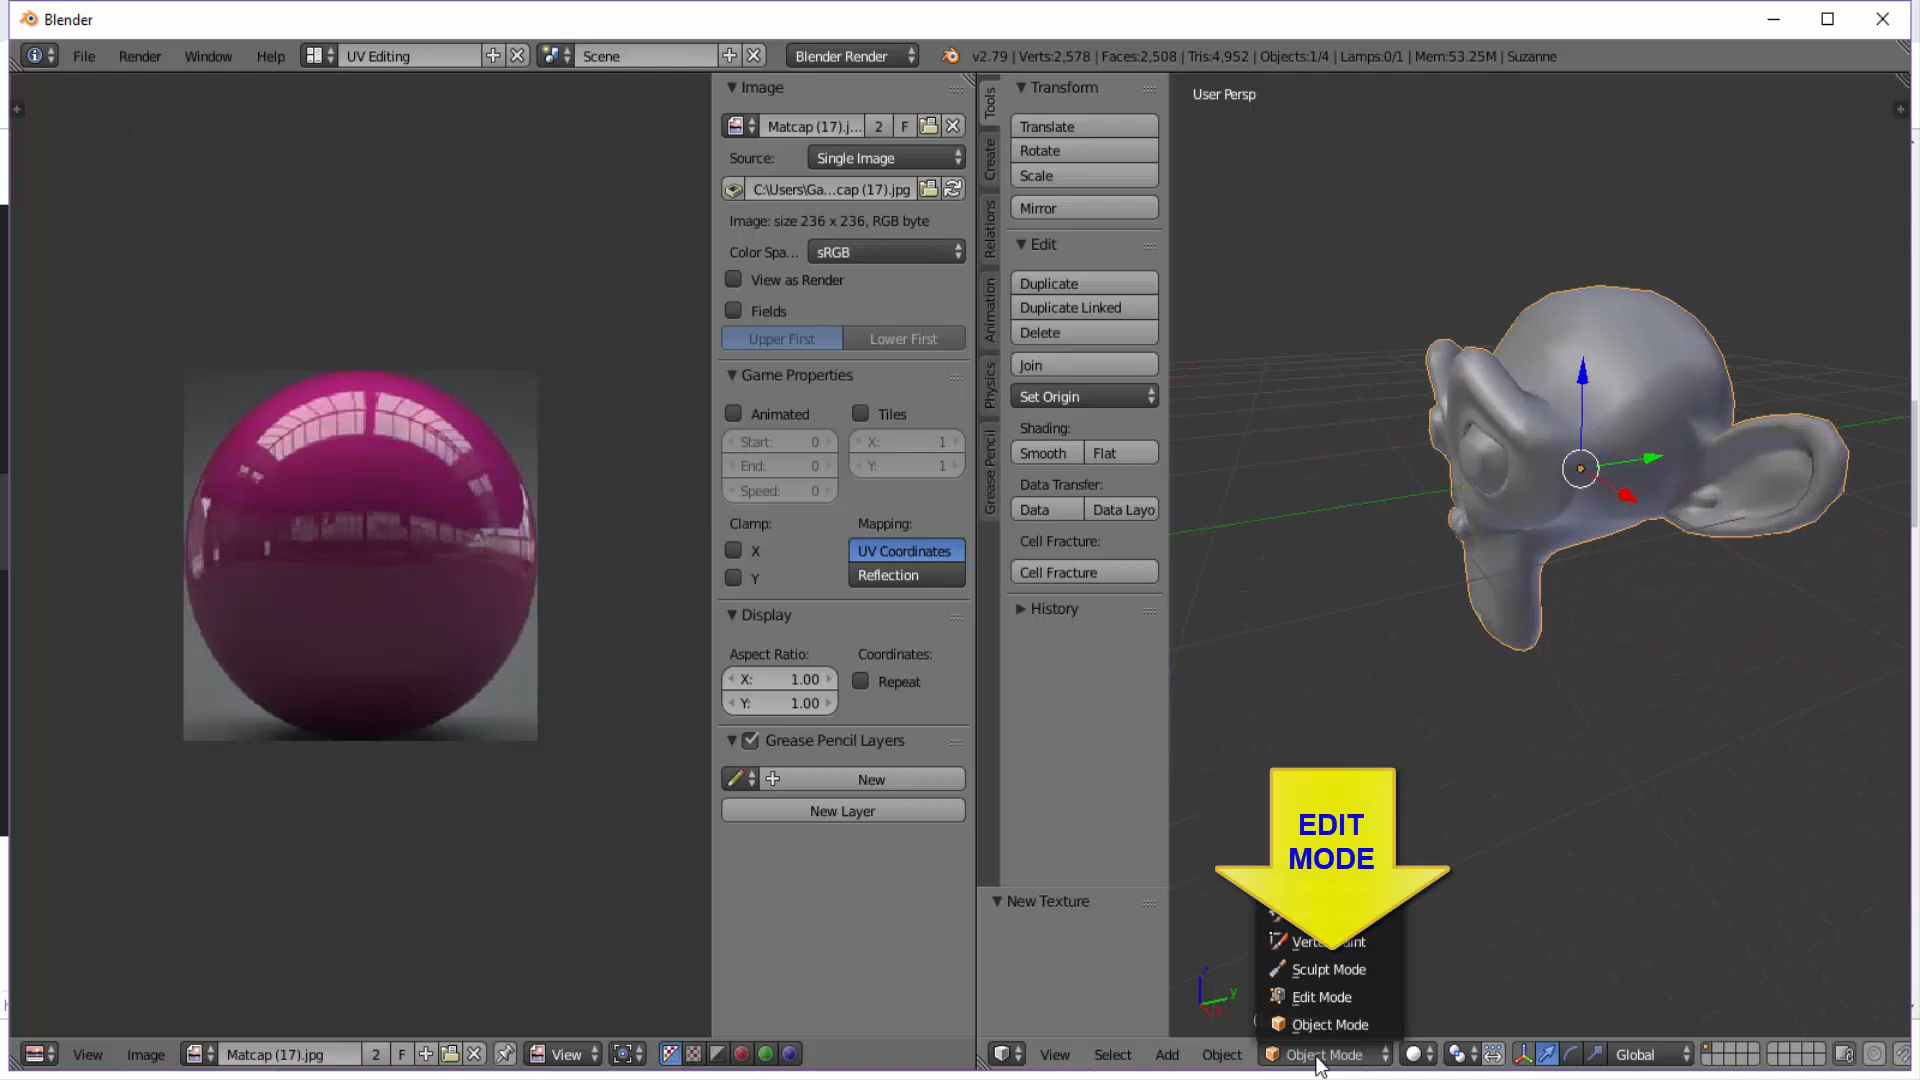 Blender
File Render Window Help UV Editing Scene Blender Render v2.79 | Verts:2,578 | Faces:2,508 | Tris:4,952 | Objects:1/4 | Lamps:0/1 | Mem:53.25M | Suzanne
Image
Matcap (17).j... 2 F
Source: Single Image
C:\Users\Ga...cap (17).jpg
Image: size 236 x 236, RGB byte
Color Spa... sRGB
View as Render
Fields
Upper First Lower First
Game Properties
Animated Tiles
Start: 0 X: 1
End: 0 Y: 1
Speed: 0
Clamp: Mapping:
X UV Coordinates
Y Reflection
Display
Aspect Ratio: Coordinates:
X: 1.00 Repeat
Y: 1.00
Grease Pencil Layers
New
New Layer
Tools
Create
Relations
Animation
Physics
Grease Pencil
Transform
Translate
Rotate
Scale
Mirror
Edit
Duplicate
Duplicate Linked
Delete
Join
Set Origin
Shading:
Smooth Flat
Data Transfer:
Data Data Layo
Cell Fracture:
Cell Fracture
History
New Texture
User Persp
EDIT
MODE
Sculpt Mode
Edit Mode
Object Mode
z
y
View Image Matcap (17).jpg 2 F View
View Select Add Object Object Mode Global